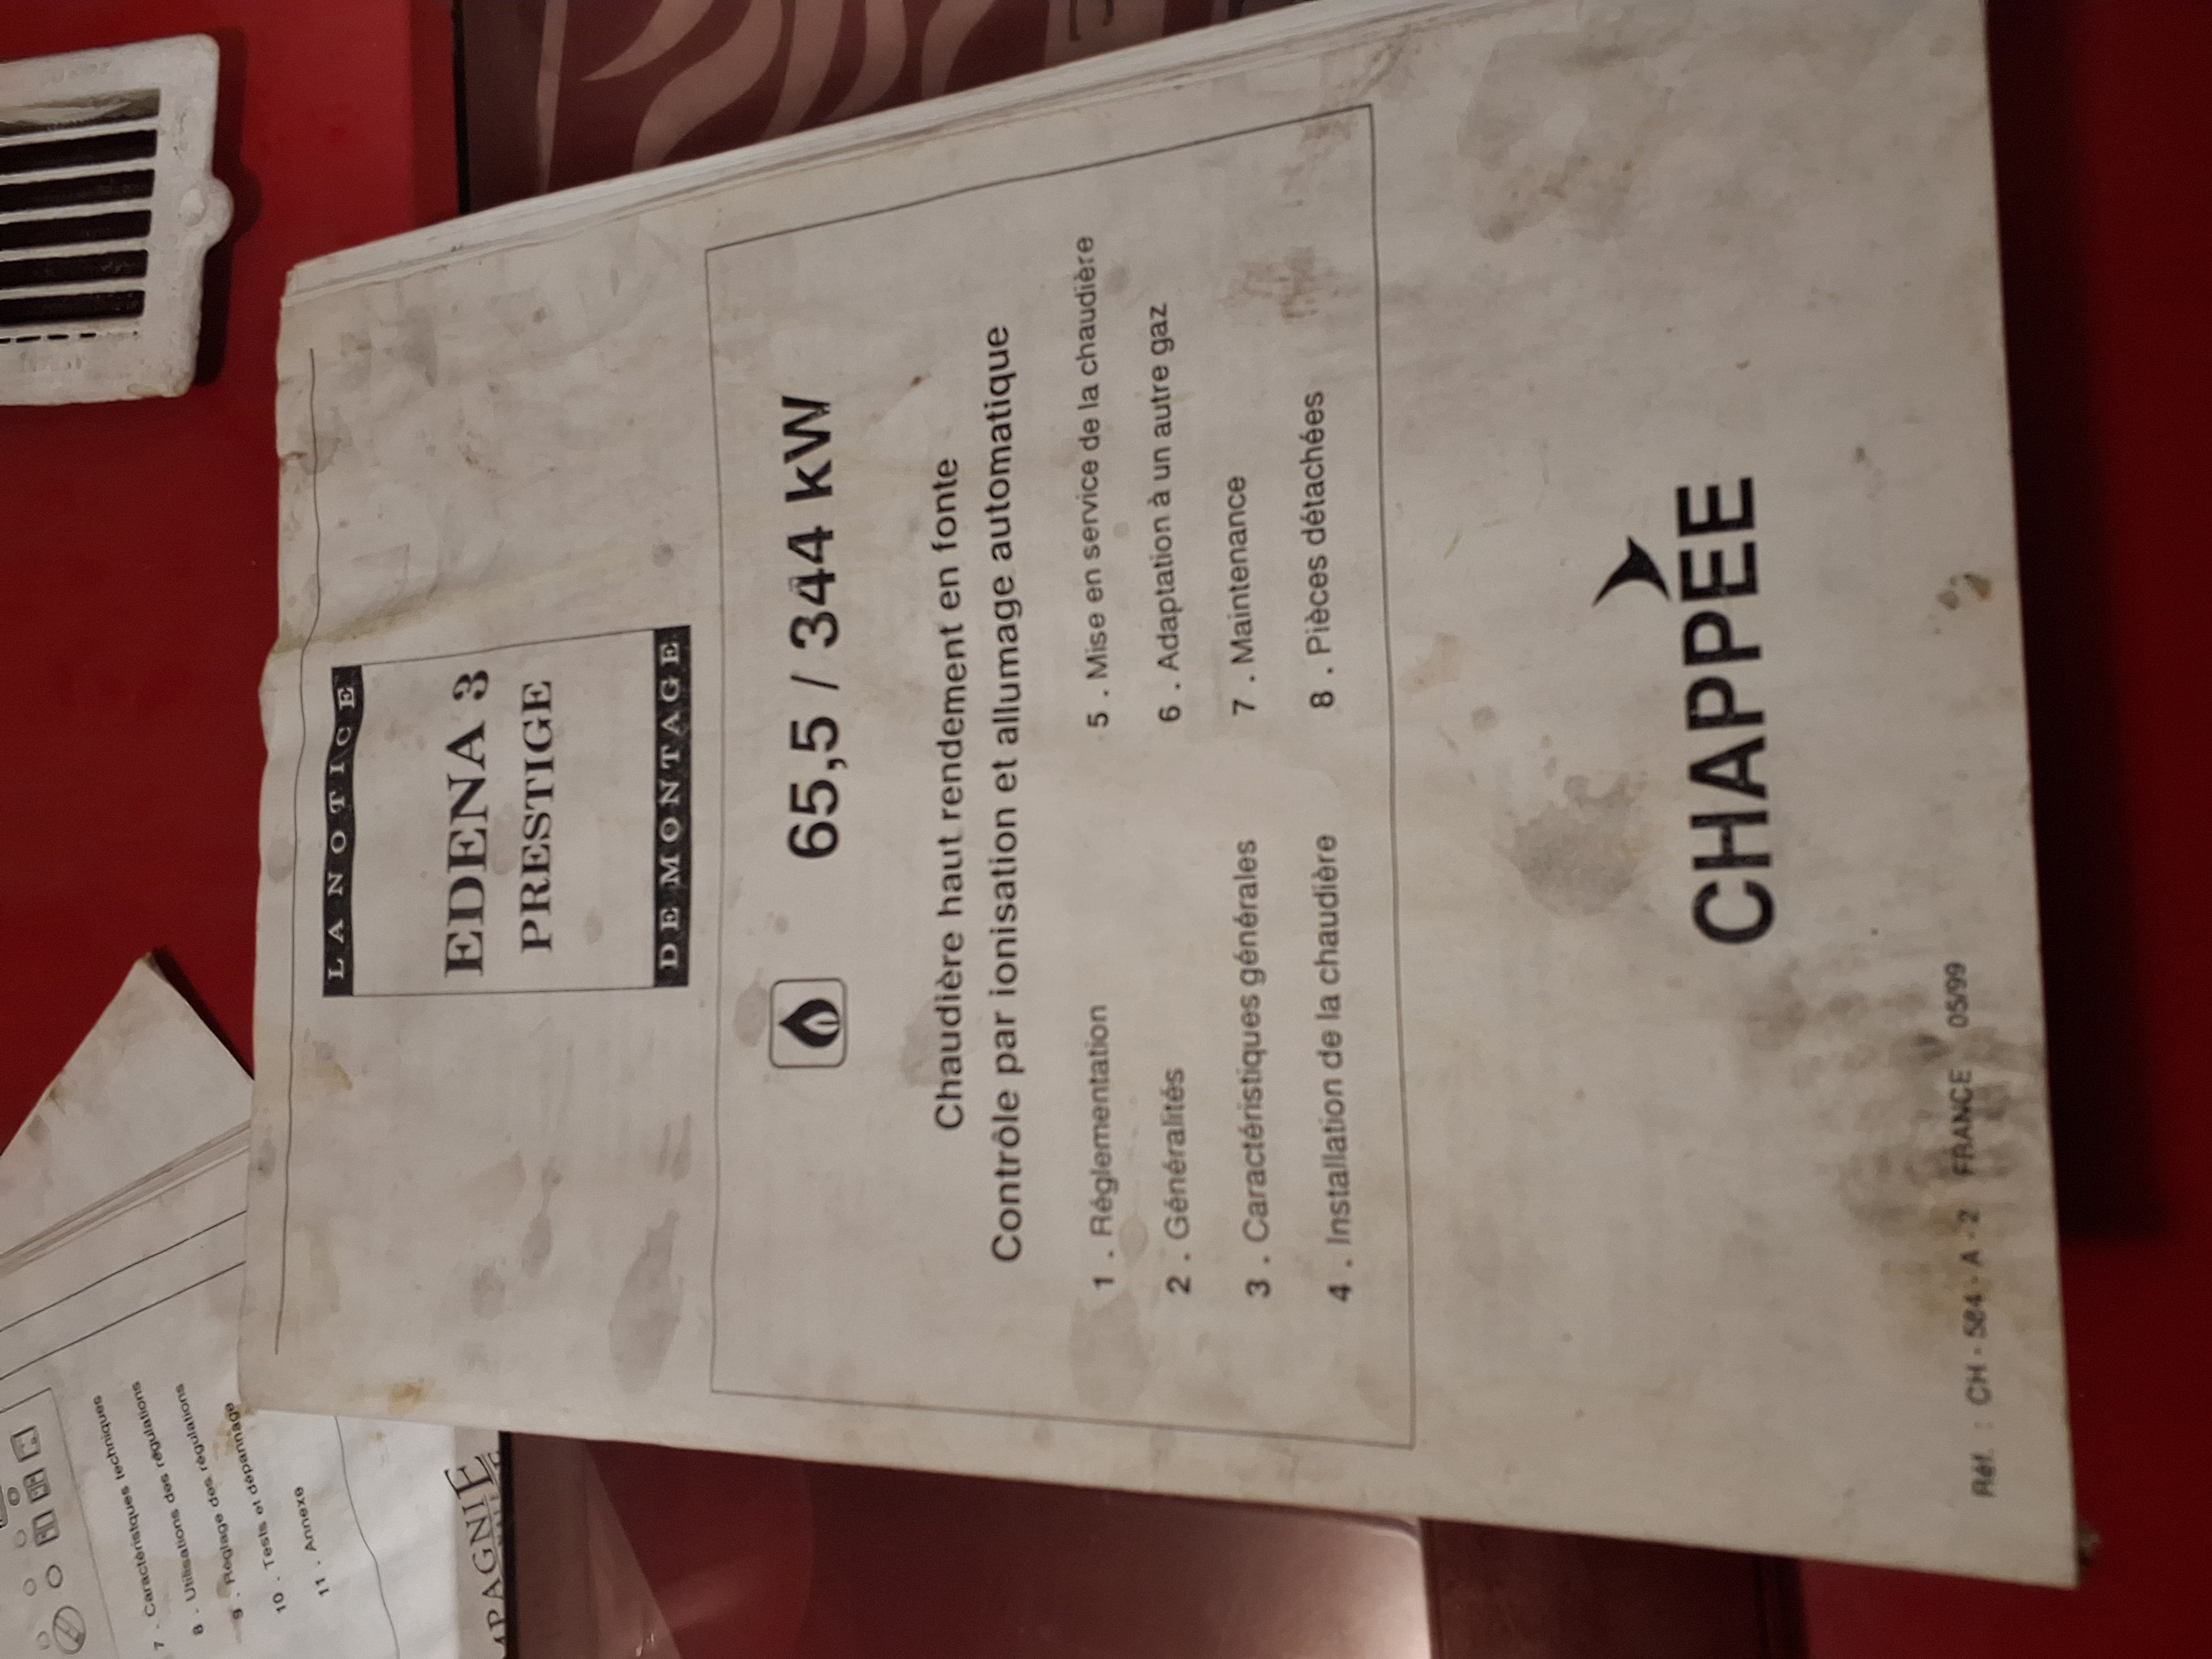 LA NOTICE
EDENA 3
PRESTIGE
DE MONTAGE
65,5 / 344 kW
Chaudière haut rendement en fonte
Contrôle par ionisation et allumage automatique
1 . Réglementation
2 . Généralités
3 . Caractéristiques générales
4 . Installation de la chaudière
5 . Mise en service de la chaudière
6 . Adaptation à un autre gaz
7 . Maintenance
8 . Pièces détachées
CHAPPEE
Réf. : CH - 584 - A - 2 FRANCE 05/99
7 - Caractéristiques techniques
8 - Utilisations des régulations
9 - Réglage des régulations
10 - Tests et dépannage
11 - Annexe
MPAGNIE